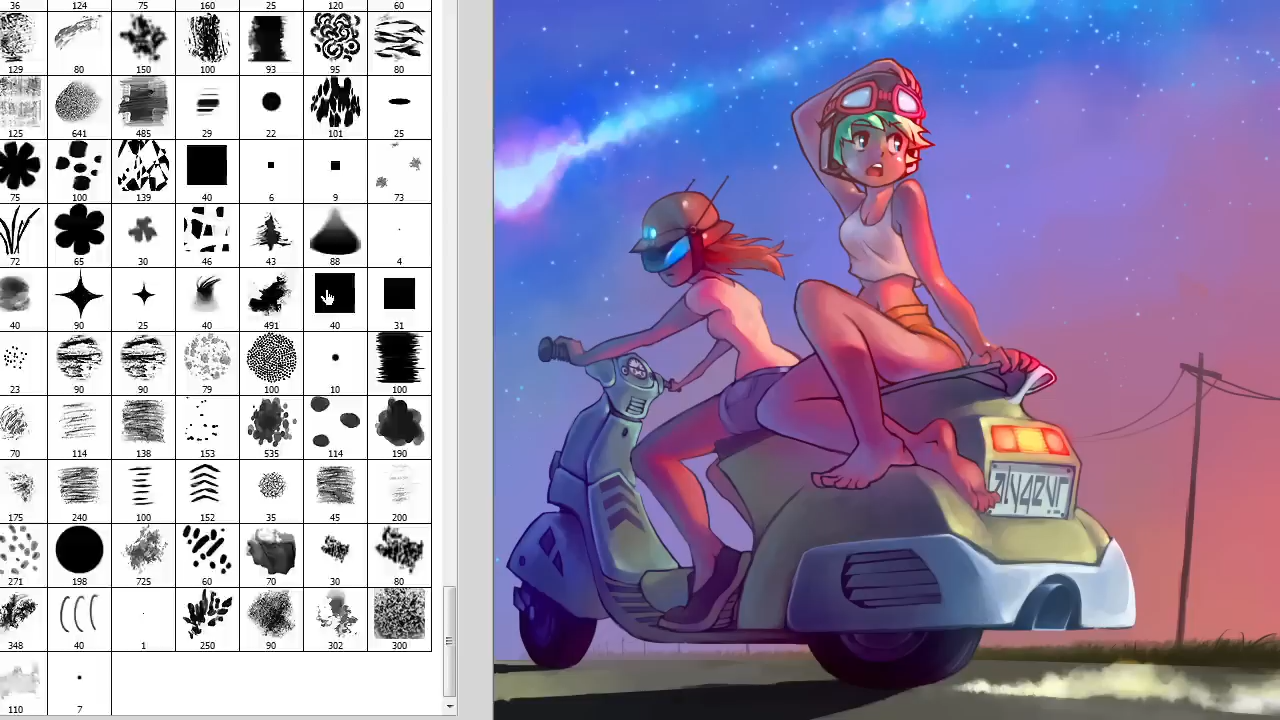 36 124 75 160 25 120 60
129 80 150 100 93 95 80
125 641 485 29 22 101 25
75 100 139 40 6 9 73
72 65 30 46 43 88 4
40 90 25 40 491 40 31
23 90 90 79 100 10 100
70 114 138 153 535 114 190
175 240 100 152 35 45 200
271 198 725 60 70 30 80
348 40 1 250 90 302 300
110 7